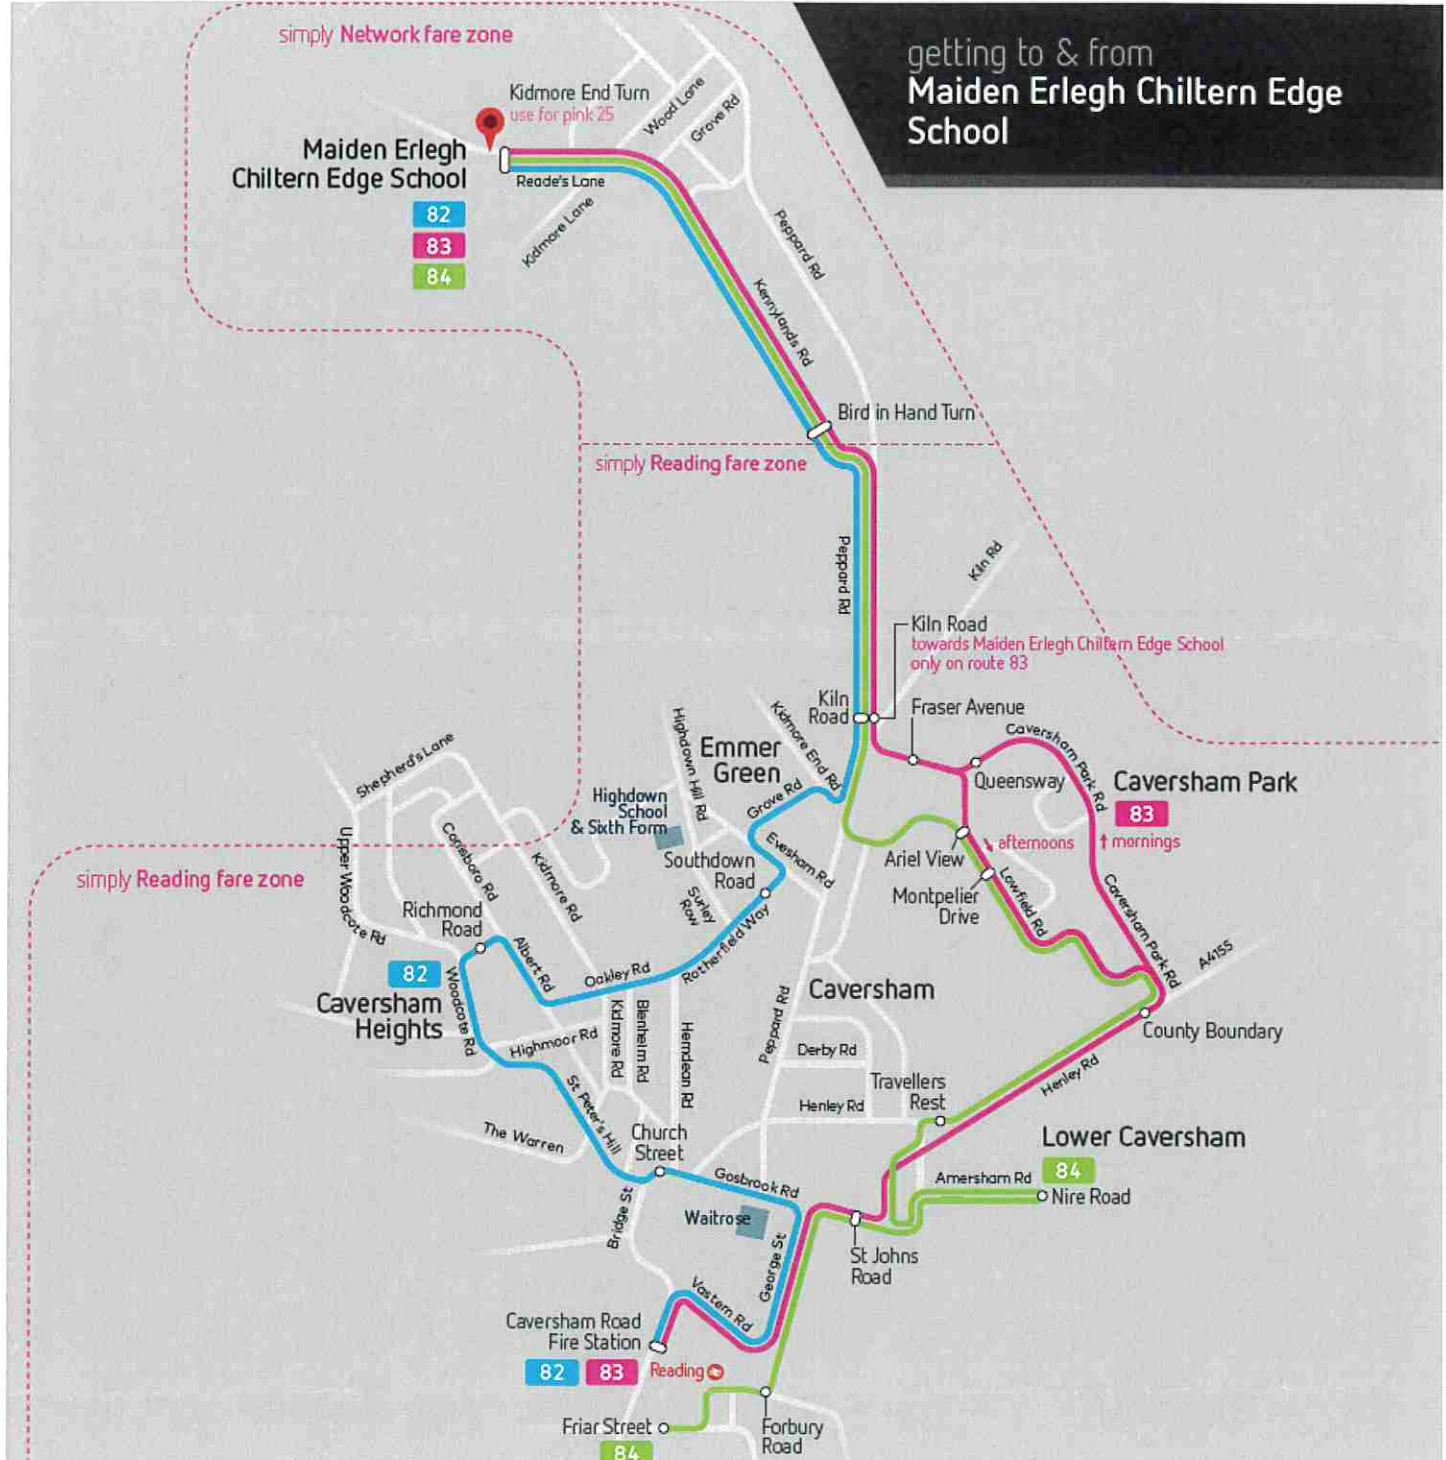 simply Network fare zone
getting to & from
Maiden Erlegh Chiltern Edge
School
Kidmore End Turn
use for pink 25
Wood Lane
Grove Rd
Maiden Erlegh
Chiltern Edge School
82
83
84
Reade's Lane
Kidmore Lane
Peppard Rd
Kennylands Rd
Bird in Hand Turn
simply Reading fare zone
Peppard Rd
Kiln Rd
Kiln Road
towards Maiden Erlegh Chiltern Edge School
only on route 83
Kiln
Road
Fraser Avenue
Caversham Park Rd
Queensway
Caversham Park
83
mornings
afternoons
Emmer
Green
Kidmore End Rd
Highdown Hill Rd
Grove Rd
Highdown
School
& Sixth Form
Shepherd's Lane
Southdown
Road
Evesham Rd
Surley
Row
Ariel View
Montpelier
Drive
Lowfield Rd
Caversham Park Rd
A4155
simply Reading fare zone
Upper Woodcote Rd
Conisboro Rd
Kidmore Rd
Richmond
Road
82
Caversham
Heights
Albert Rd
Oakley Rd
Rotherfield Way
Woodcote Rd
Highmoor Rd
Kidmore Rd
Blenheim Rd
Hemdean Rd
Peppard Rd
Caversham
Derby Rd
Henley Rd
Travellers
Rest
County Boundary
Henley Rd
St Peter's Hill
The Warren
Church
Street
Gosbrook Rd
Lower Caversham
84
Amersham Rd
Nire Road
Waitrose
Bridge St
George St
St Johns
Road
Vastern Rd
Caversham Road
Fire Station
82
83
Reading
Friar Street
84
Forbury
Road